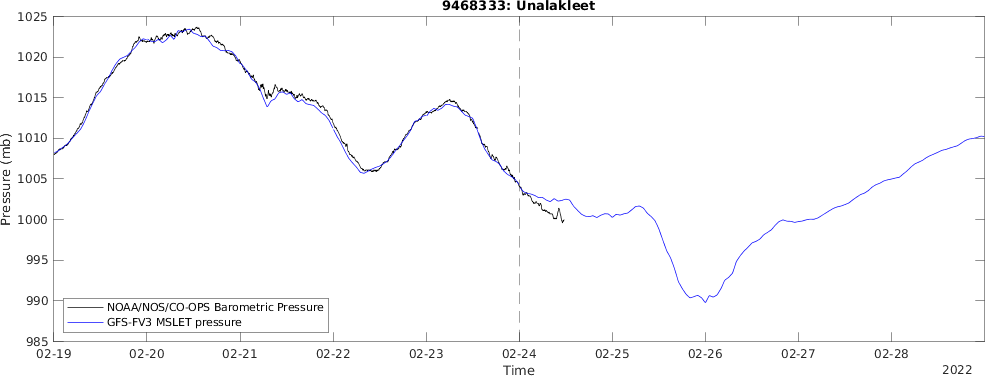 9468333: Unalakleet
Pressure (mb)
1025
1020
1015
1010
1005
1000
995
990
985
NOAA/NOS/CO-OPS Barometric Pressure
GFS-FV3 MSLET pressure
02-19 02-20 02-21 02-22 02-23 02-24 02-25 02-26 02-27 02-28
Time
2022